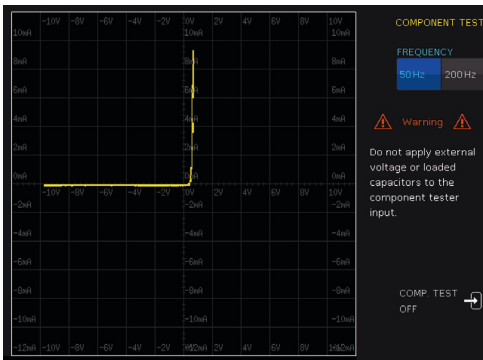 -10V -8V -6V -4V -2V 0V 2V 4V 6V 8V 10V
10mA 10mA 10mA
8mA 8mA 8mA
6mA 6mA 6mA
4mA 4mA 4mA
2mA 2mA 2mA
0mA 0mA 0mA
-10V -8V -6V -4V -2V 0V 2V 4V 6V 8V 10V
-2mA -2mA -2mA
-4mA -4mA -4mA
-6mA -6mA -6mA
-8mA -8mA -8mA
-10mA -10mA -10mA
-12mA -10V -8V -6V -4V -2V 2V 4V 6V 8V
COMPONENT TEST
FREQUENCY
50Hz 200Hz
Warning
Do not apply external
voltage or loaded
capacitors to the
component tester
input.
COMP. TEST
OFF